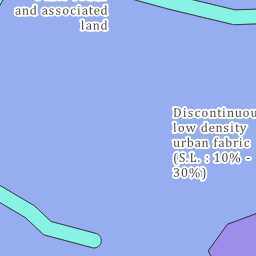 and associated
land
Discontinuou
low density
urban fabric
(S.L. : 10% -
30%)